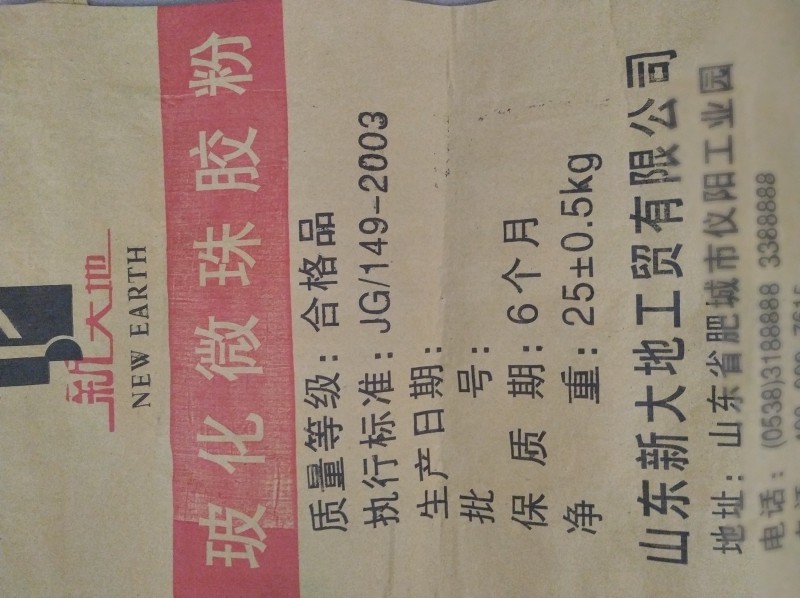 新大地
NEW EARTH
玻化微珠胶粉
质量等级：合格品
执行标准：JG/149-2003
生产日期：
批 号：
保 质 期：6个月
净 重：25±0.5kg
山东新大地工贸有限公司
地址：山东省肥城市仪阳工业园
电话：(0538)3188888 3388888